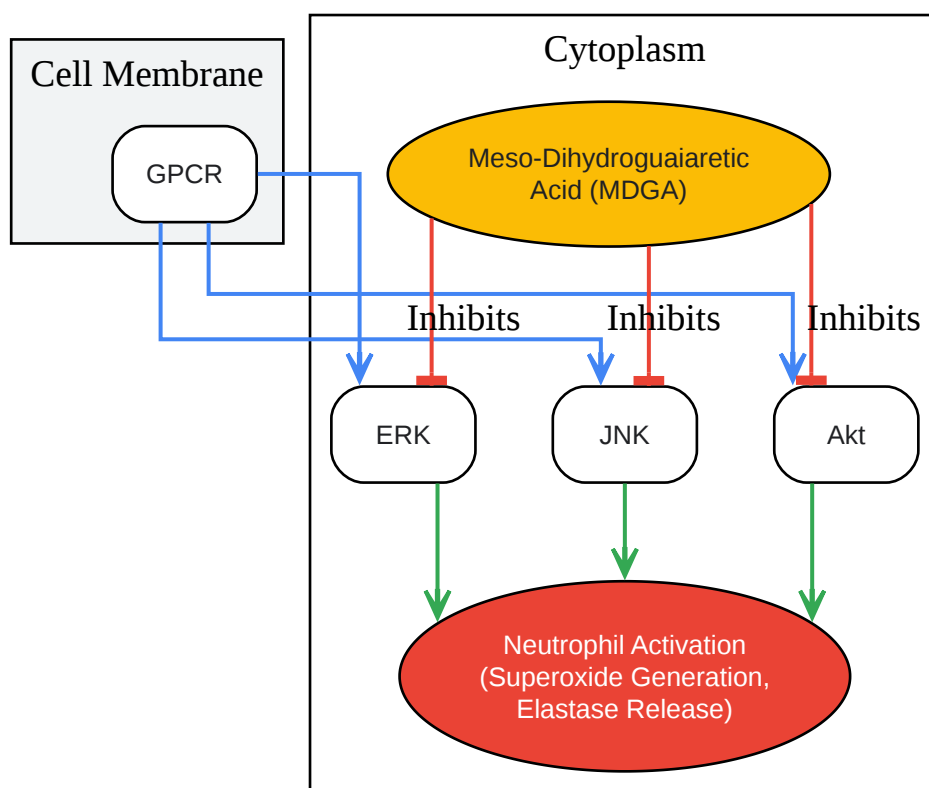 Cytoplasm
Cell Membrane
GPCR
Meso-Dihydroguaiaretic
Acid (MDGA)
Inhibits
Inhibits
Inhibits
ERK
JNK
Akt
Neutrophil Activation
(Superoxide Generation,
Elastase Release)